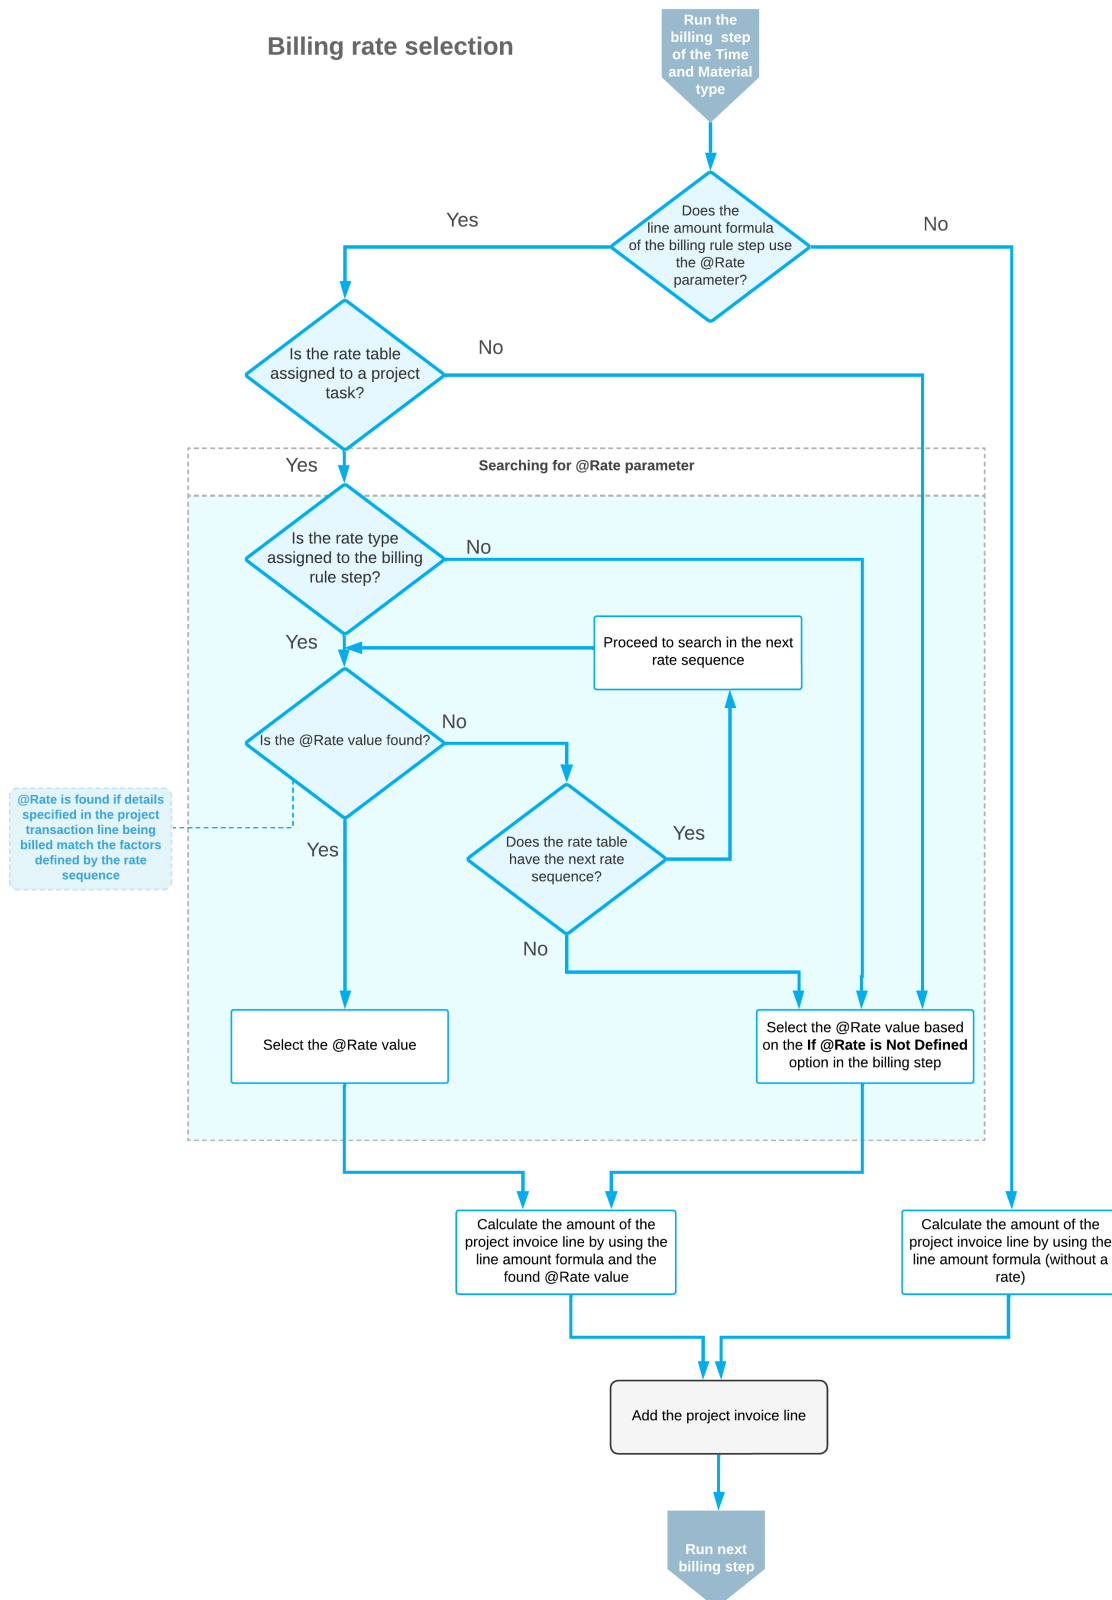 Billing rate selection
Run the
billing step
of the Time
and Material
type
Does the
line amount formula
of the billing rule step use
the @Rate
parameter?
Yes
No
Is the rate table
assigned to a project
task?
No
Yes
Searching for @Rate parameter
Is the rate type
assigned to the billing
rule step?
No
Yes
Proceed to search in the next
rate sequence
Is the @Rate value found?
No
@Rate is found if details
specified in the project
transaction line being
billed match the factors
defined by the rate
sequence
Yes
Does the rate table
have the next rate
sequence?
Yes
No
Select the @Rate value
Select the @Rate value based
on the If @Rate is Not Defined
option in the billing step
Calculate the amount of the
project invoice line by using the
line amount formula and the
found @Rate value
Calculate the amount of the
project invoice line by using the
line amount formula (without a
rate)
Add the project invoice line
Run next
billing step